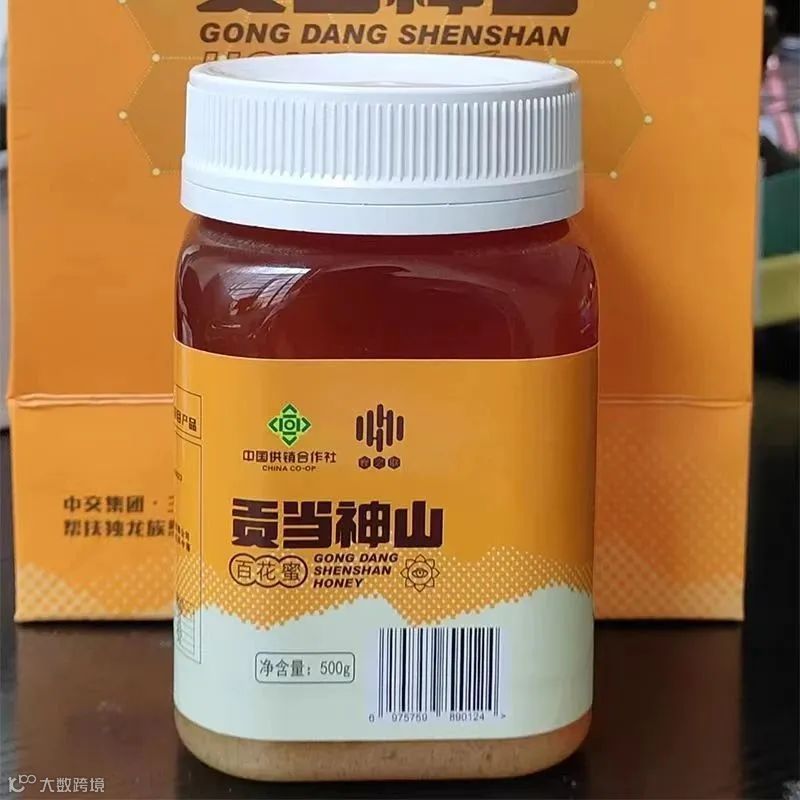 GONG DANG SHENSHAN
中国供销合作社
CHINA CO-OP
贡当神山
百花蜜
GONG DANG
SHENSHAN
HONEY
净含量：500g
6 975759 890124 >
中交集团·三
帮扶独龙族
大数跨境